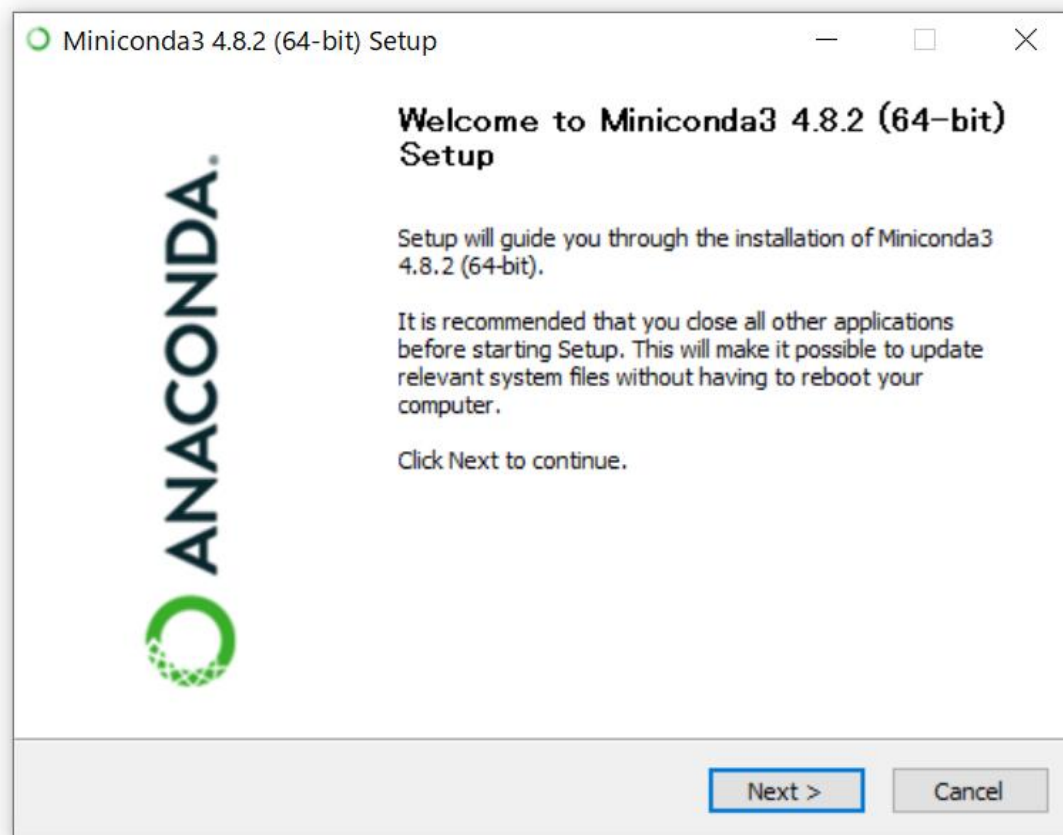 Miniconda3 4.8.2 (64-bit) Setup
Welcome to Miniconda3 4.8.2 (64-bit)
Setup
Setup will guide you through the installation of Miniconda3
4.8.2 (64-bit).
It is recommended that you close all other applications
before starting Setup. This will make it possible to update
relevant system files without having to reboot your
computer.
Click Next to continue.
ANACONDA.
Next >
Cancel